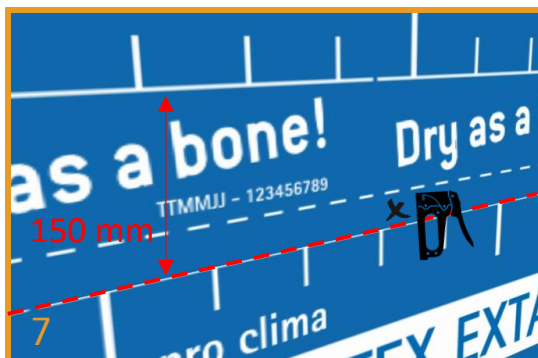 as a bone!
Dry as a
TTMMJJ - 123456789
150 mm
7
pro clima
TEX EXTA